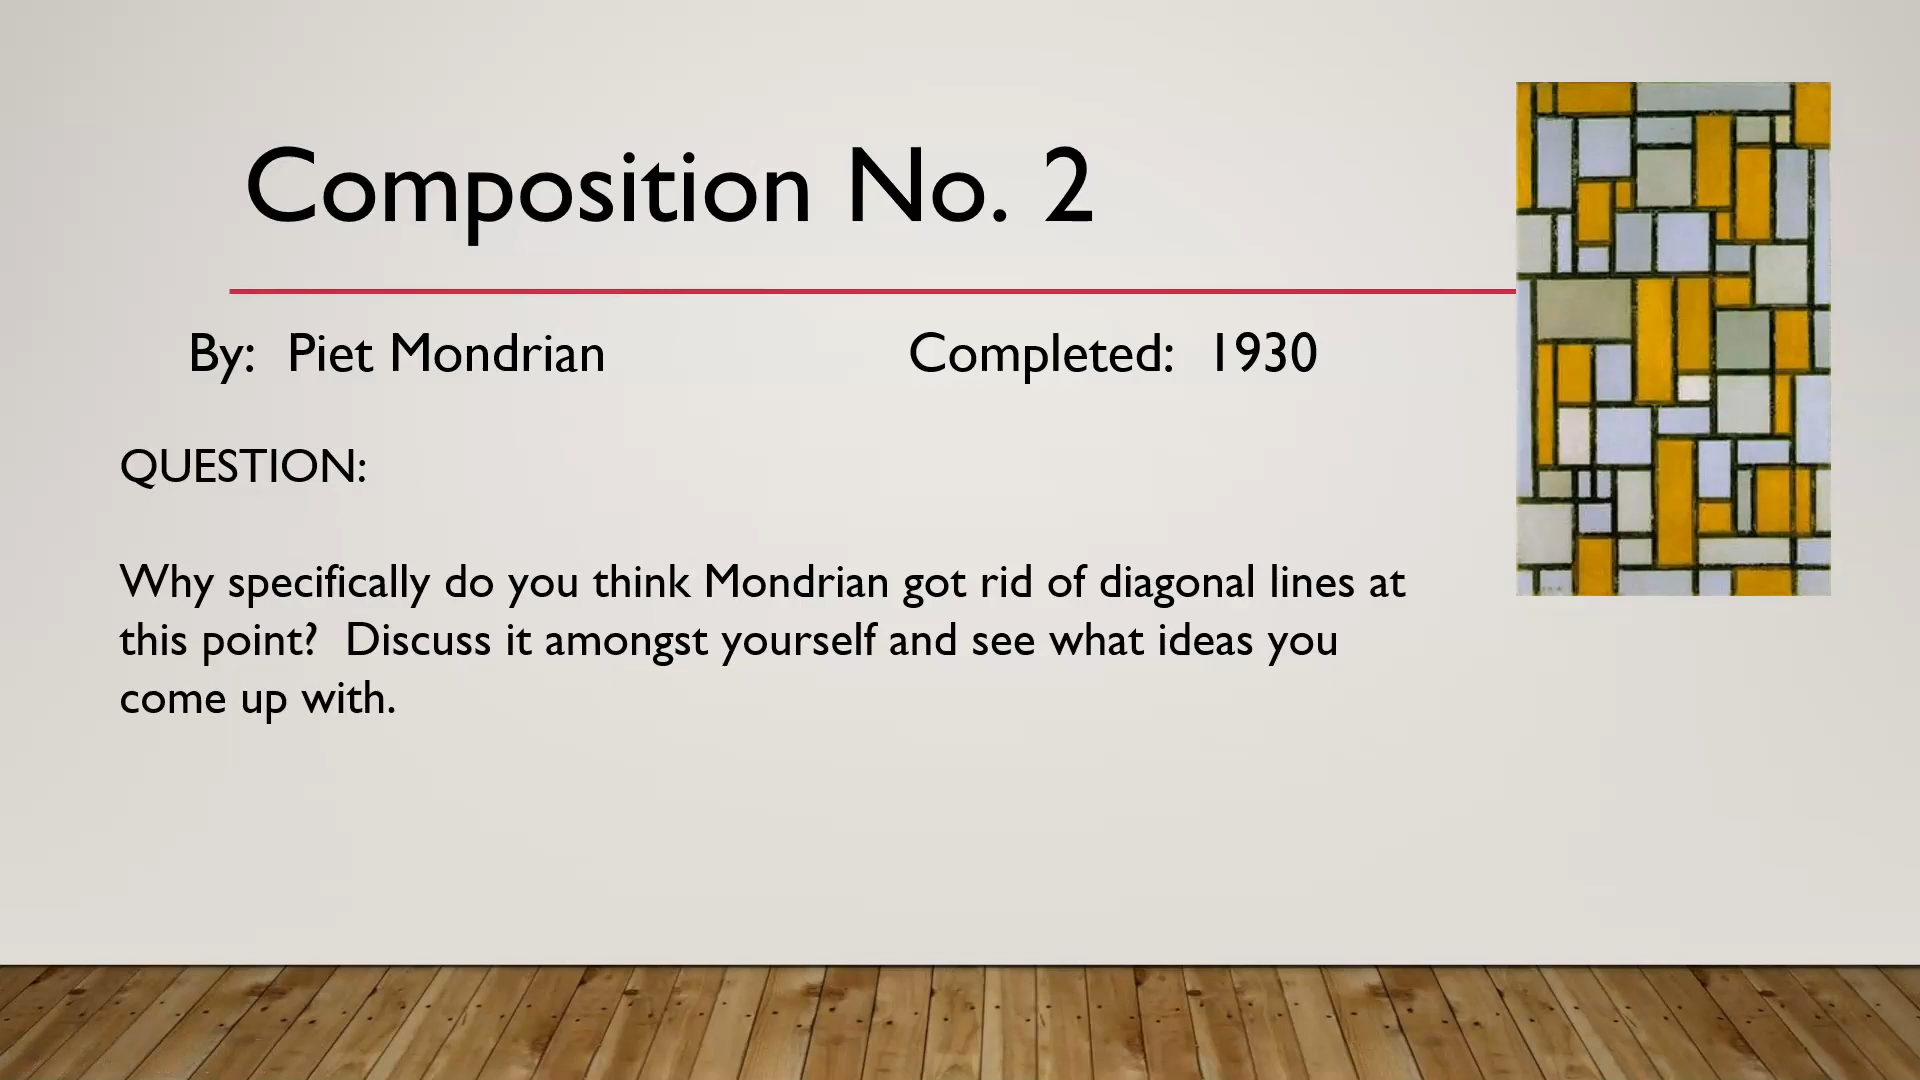 Composition No. 2
By: Piet Mondrian Completed: 1930
QUESTION:
Why specifically do you think Mondrian got rid of diagonal lines at
this point? Discuss it amongst yourself and see what ideas you
come up with.